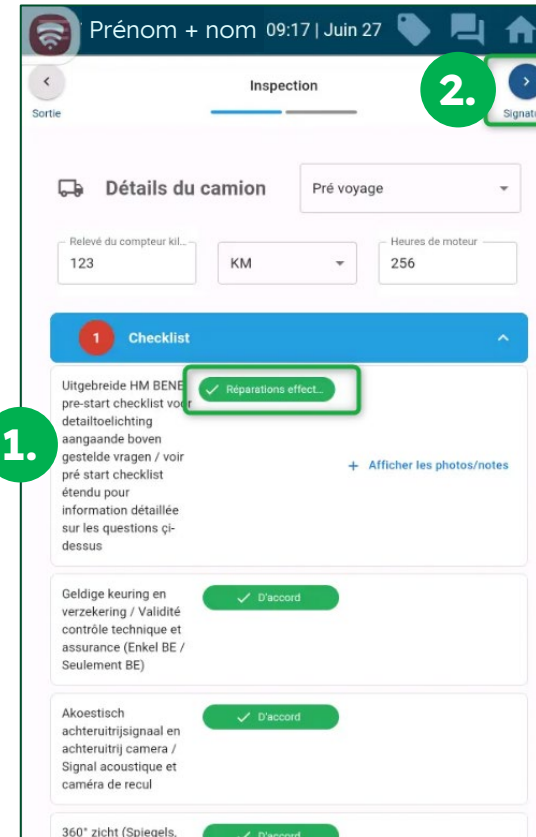 Prénom + nom 09:17 | Juin 27
Inspection
2.
Sortie
Signat
Détails du camion
Pré voyage
Relevé du compteur kil...
123
KM
Heures de moteur
256
1 Checklist
Uitgebreide HM BENE
pre-start checklist voor
detailtoelichting
aangaande boven
gestelde vragen / voir
pré start checklist
étendu pour
information détaillée
sur les questions çi-
dessus
Réparations effect...
1.
+ Afficher les photos/notes
Geldige keuring en
verzekering / Validité
contrôle technique et
assurance (Enkel BE /
Seulement BE)
D'accord
Akoestisch
achteruitrijsignaal en
achteruitrij camera /
Signal acoustique et
caméra de recul
D'accord
360° zicht (Spiegels,
D'accord